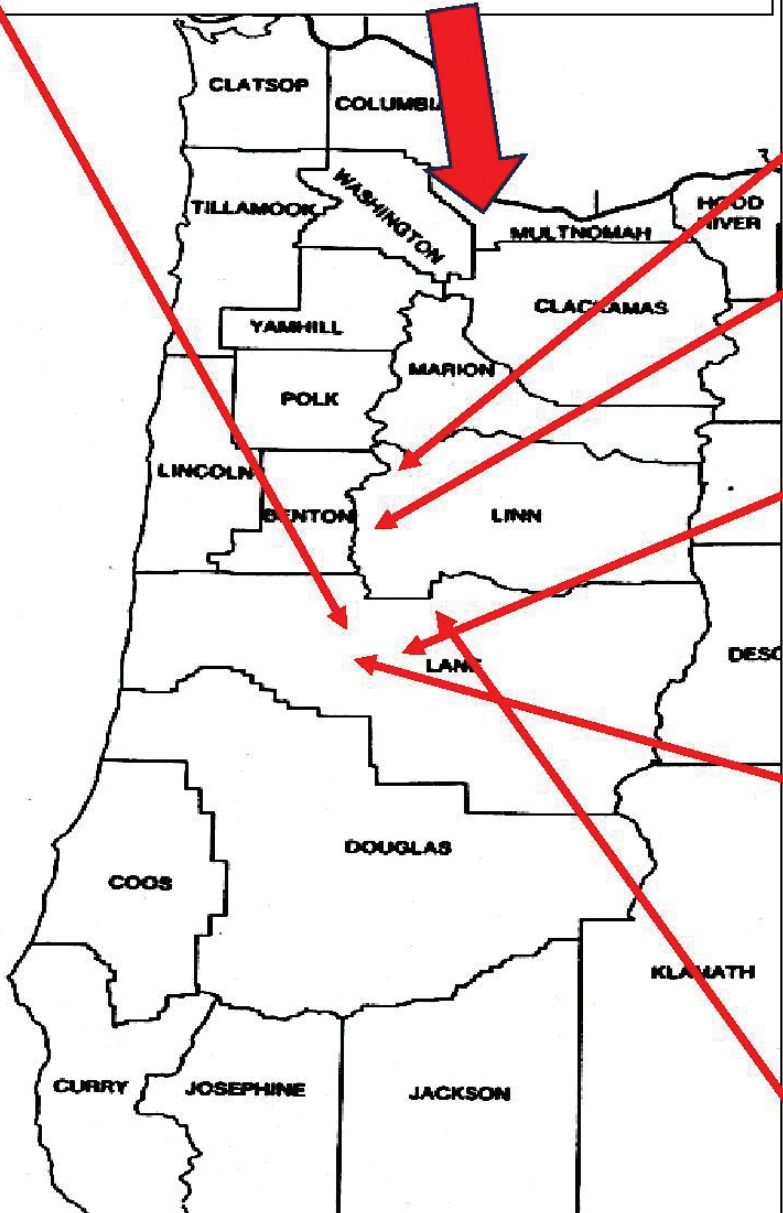 CLATSOP
COLUMBIA
WASHINGTON
TILLAMOOK
HOOD
RIVER
MULTNOMAH
CLACKAMAS
YAMHILL
MARION
POLK
LINCOLN
BENTON
LINN
LANE
DESC
DOUGLAS
COOS
KLAMATH
CURRY
JOSEPHINE
JACKSON